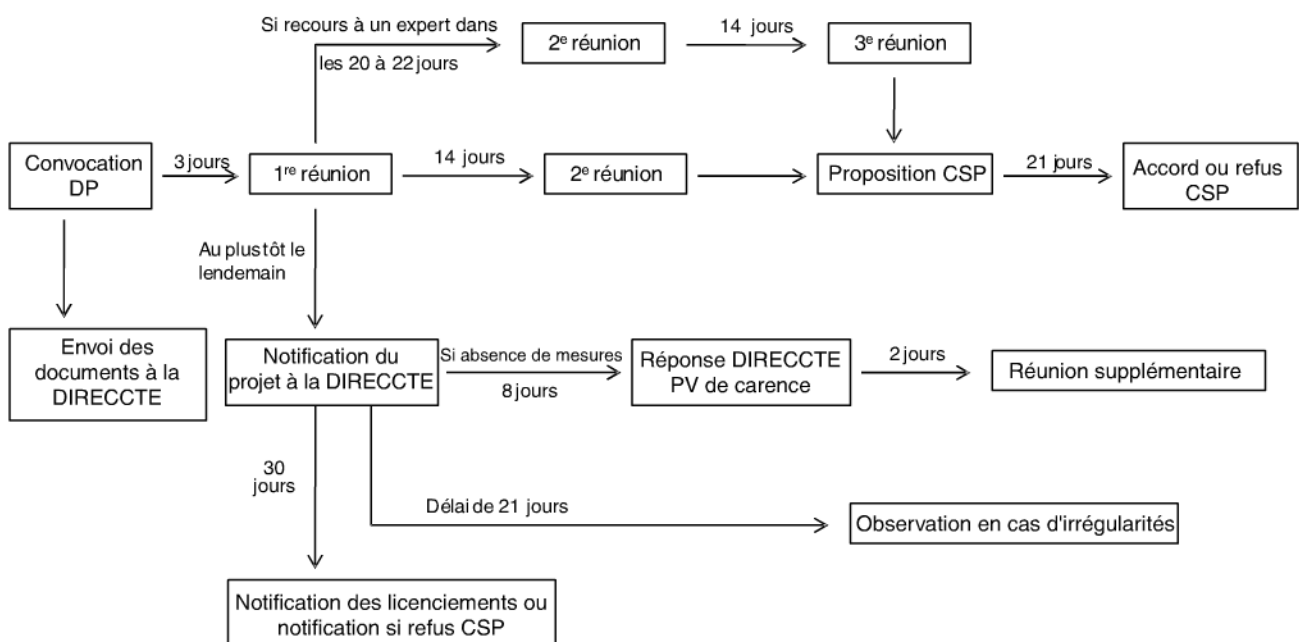 Si recours à un expert dans
les 20 à 22 jours
2e réunion
14 jours
3e réunion
Convocation
DP
3 jours
1re réunion
14 jours
2e réunion
Proposition CSP
21 jours
Accord ou refus
CSP
Au plus tôt le
lendemain
Envoi des
documents à la
DIRECCTE
Notification du
projet à la DIRECCTE
Si absence de mesures
8 jours
Réponse DIRECCTE
PV de carence
2 jours
Réunion supplémentaire
30
jours
Délai de 21 jours
Observation en cas d'irrégularités
Notification des licenciements ou
notification si refus CSP